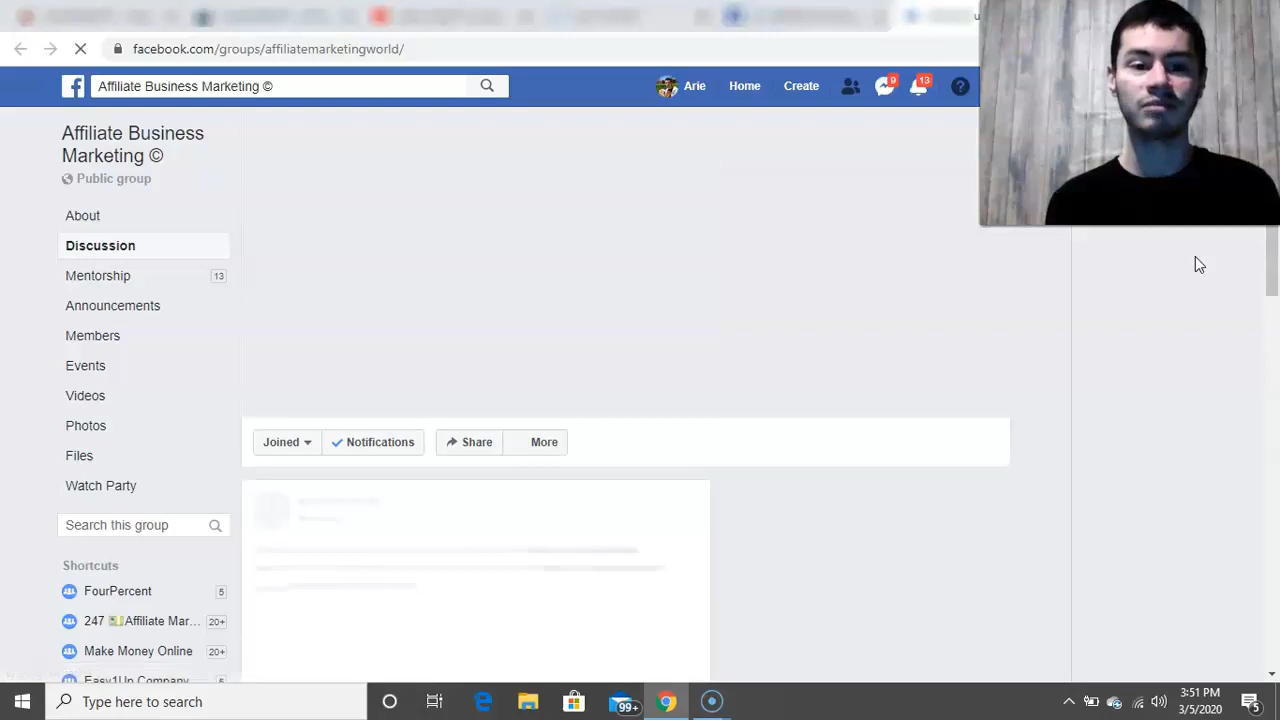 facebook.com/groups/affiliatemarketingworld/
Affiliate Business Marketing ©
Arie
Home
Create
9
13
Affiliate Business
Marketing ©
Public group
About
Discussion
Mentorship 13
Announcements
Members
Events
Videos
Photos
Files
Watch Party
Search this group
Shortcuts
FourPercent 5
247 Affiliate Mar... 20+
Make Money Online 20+
Easy1Up Company
Joined
Notifications
Share
More
Type here to search
99+
3:51 PM
3/5/2020
5